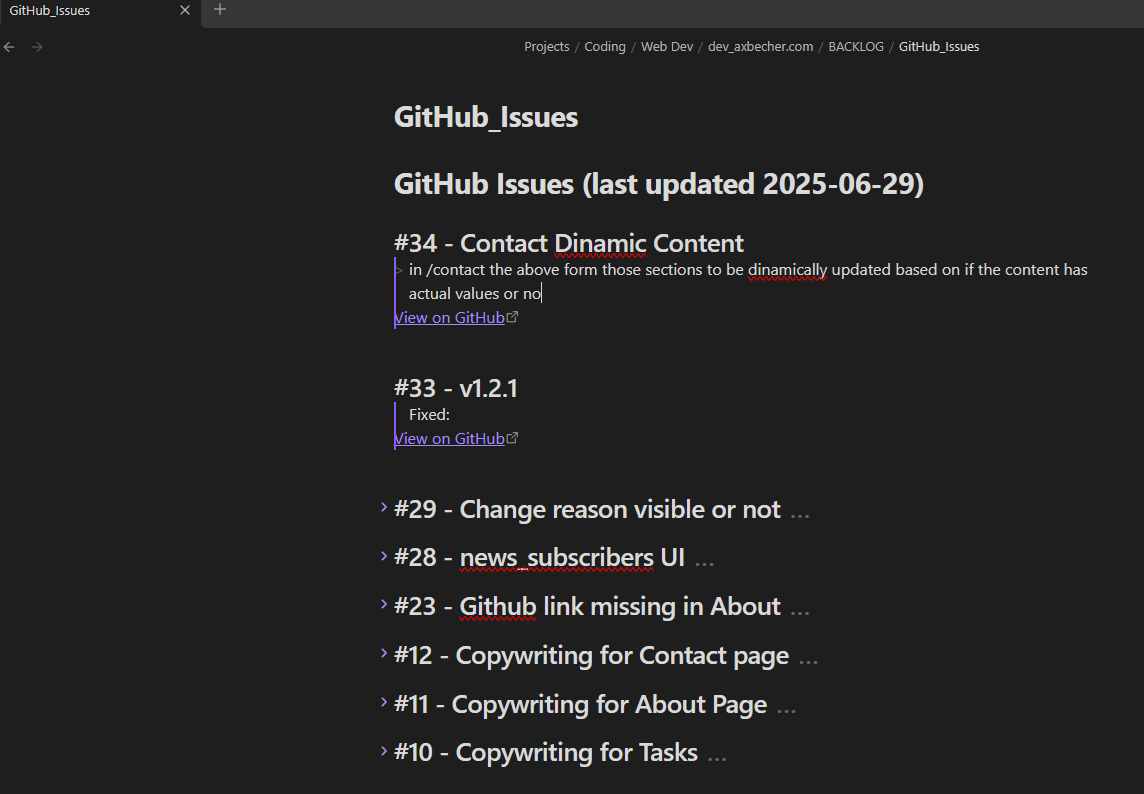 GitHub_Issues
Projects / Coding / Web Dev / dev_axbecher.com / BACKLOG / GitHub_Issues
GitHub_Issues
GitHub Issues (last updated 2025-06-29)
#34 - Contact Dinamic Content
> in /contact the above form those sections to be dinamically updated based on if the content has
actual values or no
View on GitHub
#33 - v1.2.1
Fixed:
View on GitHub
#29 - Change reason visible or not ...
#28 - news_subscribers UI ...
#23 - Github link missing in About ...
#12 - Copywriting for Contact page ...
#11 - Copywriting for About Page ...
#10 - Copywriting for Tasks ...